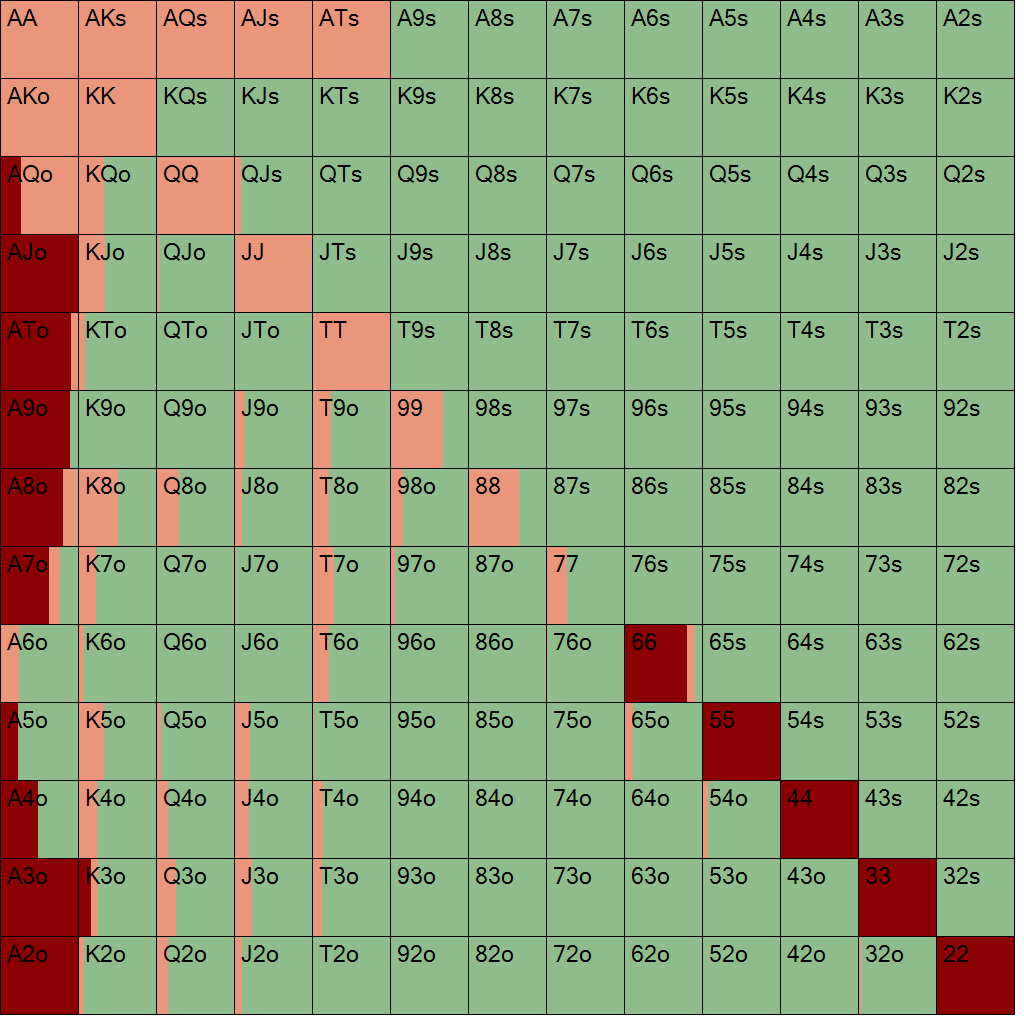 AA AKs AQs AJs ATs A9s A8s A7s A6s A5s A4s A3s A2s
AKo KK KQs KJs KTs K9s K8s K7s K6s K5s K4s K3s K2s
AQo KQo QQ QJs QTs Q9s Q8s Q7s Q6s Q5s Q4s Q3s Q2s
AJo KJo QJo JJ JTs J9s J8s J7s J6s J5s J4s J3s J2s
ATo KTo QTo JTo TT T9s T8s T7s T6s T5s T4s T3s T2s
A9o K9o Q9o J9o T9o 99 98s 97s 96s 95s 94s 93s 92s
A8o K8o Q8o J8o T8o 98o 88 87s 86s 85s 84s 83s 82s
A7o K7o Q7o J7o T7o 97o 87o 77 76s 75s 74s 73s 72s
A6o K6o Q6o J6o T6o 96o 86o 76o 66 65s 64s 63s 62s
A5o K5o Q5o J5o T5o 95o 85o 75o 65o 55 54s 53s 52s
A4o K4o Q4o J4o T4o 94o 84o 74o 64o 54o 44 43s 42s
A3o K3o Q3o J3o T3o 93o 83o 73o 63o 53o 43o 33 32s
A2o K2o Q2o J2o T2o 92o 82o 72o 62o 52o 42o 32o 22